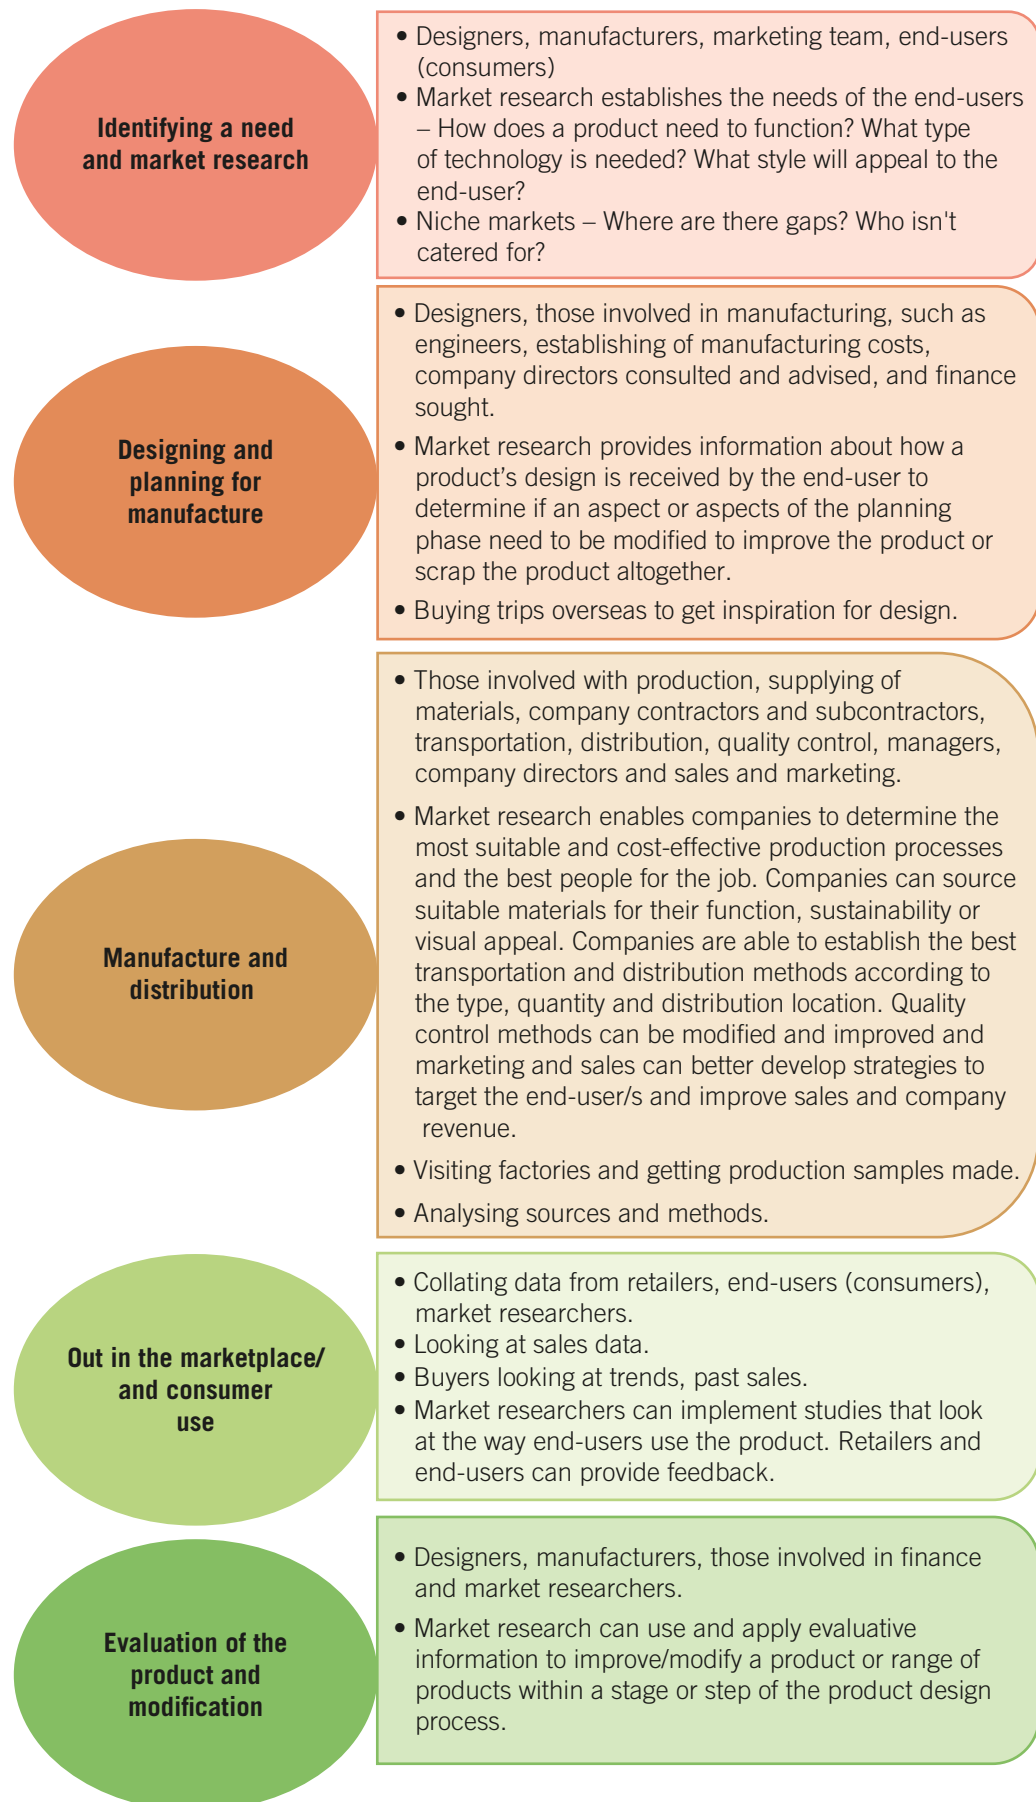 Identifying a need
and market research
• Designers, manufacturers, marketing team, end-users
(consumers)
• Market research establishes the needs of the end-users
– How does a product need to function? What type
of technology is needed? What style will appeal to the
end-user?
• Niche markets – Where are there gaps? Who isn't
catered for?
Designing and
planning for
manufacture
• Designers, those involved in manufacturing, such as
engineers, establishing of manufacturing costs,
company directors consulted and advised, and finance
sought.
• Market research provides information about how a
product’s design is received by the end-user to
determine if an aspect or aspects of the planning
phase need to be modified to improve the product or
scrap the product altogether.
• Buying trips overseas to get inspiration for design.
Manufacture and
distribution
• Those involved with production, supplying of
materials, company contractors and subcontractors,
transportation, distribution, quality control, managers,
company directors and sales and marketing.
• Market research enables companies to determine the
most suitable and cost-effective production processes
and the best people for the job. Companies can source
suitable materials for their function, sustainability or
visual appeal. Companies are able to establish the best
transportation and distribution methods according to
the type, quantity and distribution location. Quality
control methods can be modified and improved and
marketing and sales can better develop strategies to
target the end-user/s and improve sales and company
revenue.
• Visiting factories and getting production samples made.
• Analysing sources and methods.
Out in the marketplace/
and consumer
use
• Collating data from retailers, end-users (consumers),
market researchers.
• Looking at sales data.
• Buyers looking at trends, past sales.
• Market researchers can implement studies that look
at the way end-users use the product. Retailers and
end-users can provide feedback.
Evaluation of the
product and
modification
• Designers, manufacturers, those involved in finance
and market researchers.
• Market research can use and apply evaluative
information to improve/modify a product or range of
products within a stage or step of the product design
process.